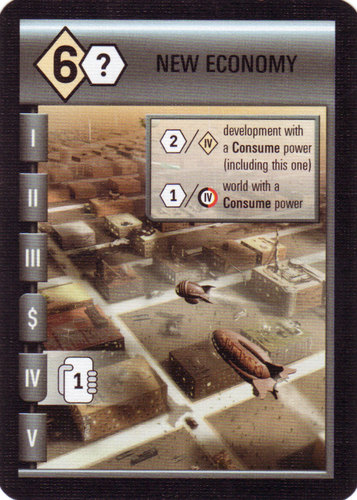 6 ? NEW ECONOMY
I
2 / IV development with
a Consume power
(including this one)
1 / IV world with a
Consume power
II
III
$
IV 1
V